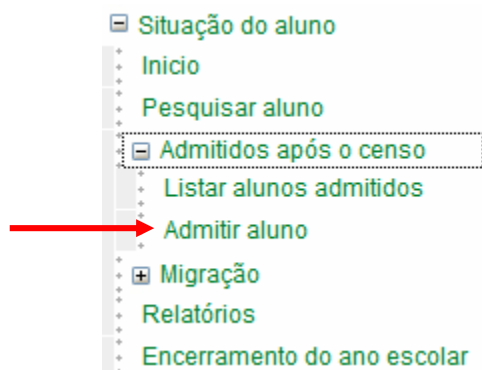 Situação do aluno
Inicio
Pesquisar aluno
Admitidos após o censo
Listar alunos admitidos
Admitir aluno
Migração
Relatórios
Encerramento do ano escolar